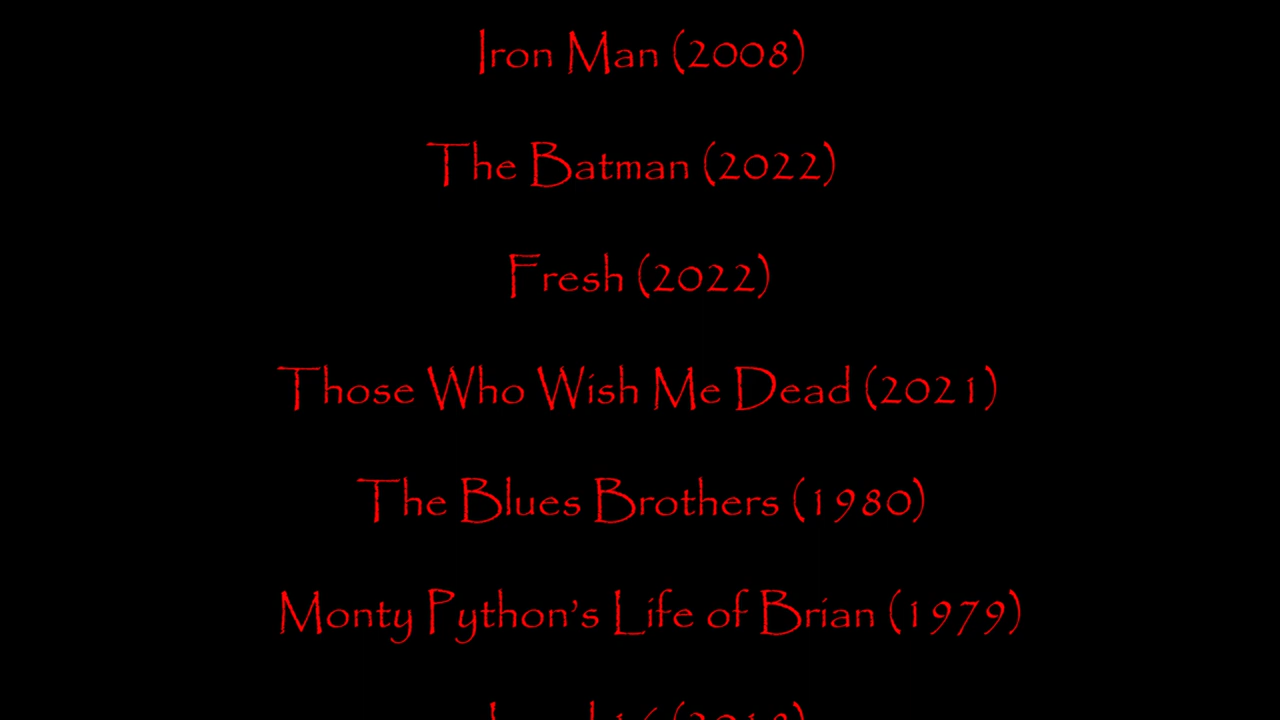 Iron Man (2008)
The Batman (2022)
Fresh (2022)
Those Who Wish Me Dead (2021)
The Blues Brothers (1980)
Monty Python's Life of Brian (1979)